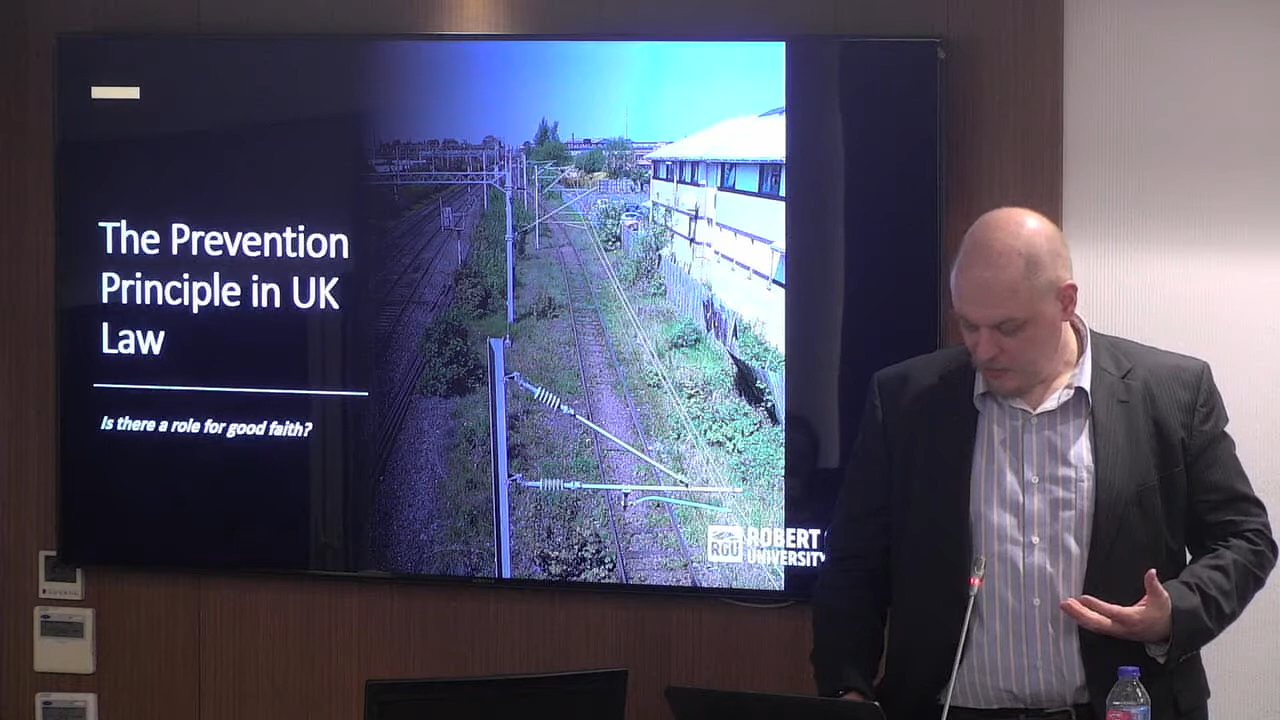 The Prevention
Principle in UK
Law
Is there a role for good faith?
RGU
ROBERT
UNIVERSITY